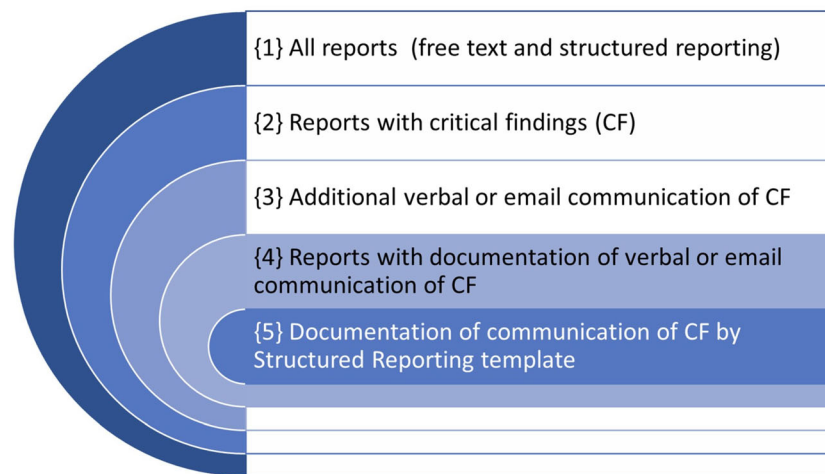 {1} All reports (free text and structured reporting)
{2} Reports with critical findings (CF)
{3} Additional verbal or email communication of CF
{4} Reports with documentation of verbal or email
communication of CF
{5} Documentation of communication of CF by
Structured Reporting template